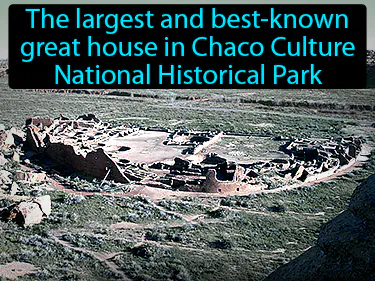 The largest and best-known
great house in Chaco Culture
National Historical Park